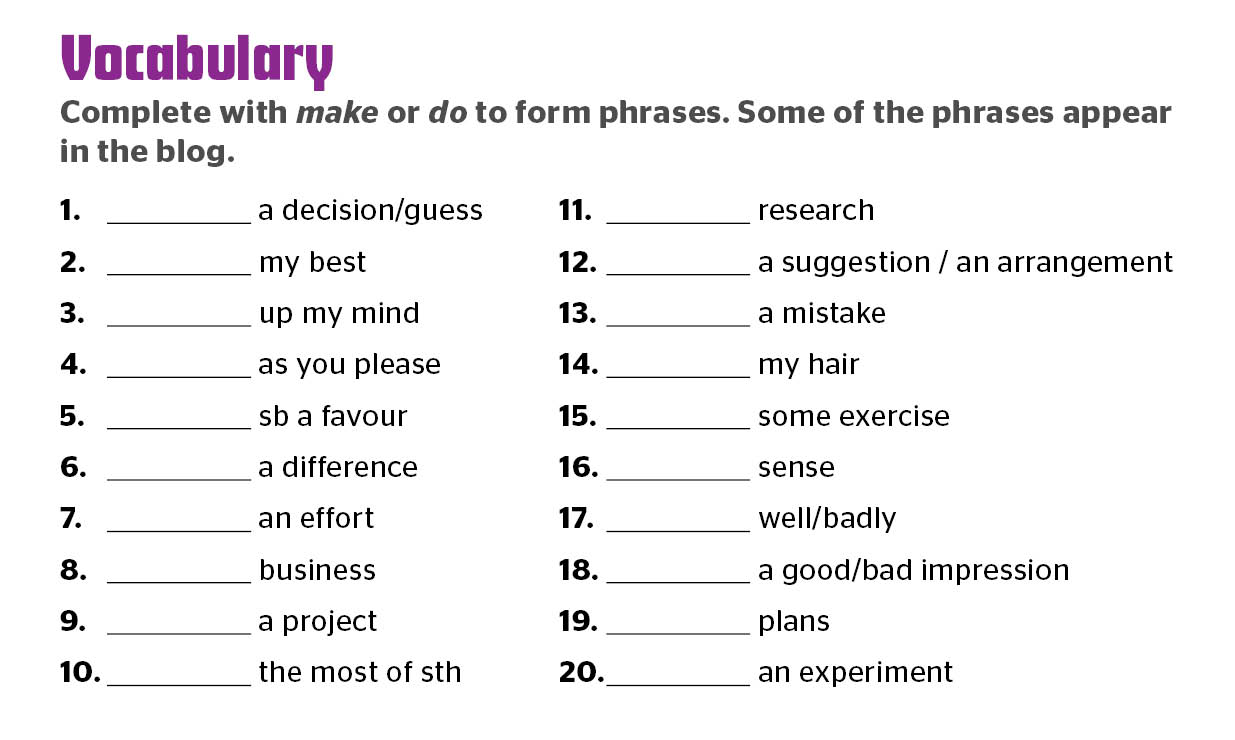 Vocabulary
Complete with make or do to form phrases. Some of the phrases appear
in the blog.
1. __________ a decision/guess
2. __________ my best
3. __________ up my mind
4. __________ as you please
5. __________ sb a favour
6. __________ a difference
7. __________ an effort
8. __________ business
9. __________ a project
10. __________ the most of sth
11. __________ research
12. __________ a suggestion / an arrangement
13. __________ a mistake
14. __________ my hair
15. __________ some exercise
16. __________ sense
17. __________ well/badly
18. __________ a good/bad impression
19. __________ plans
20. __________ an experiment